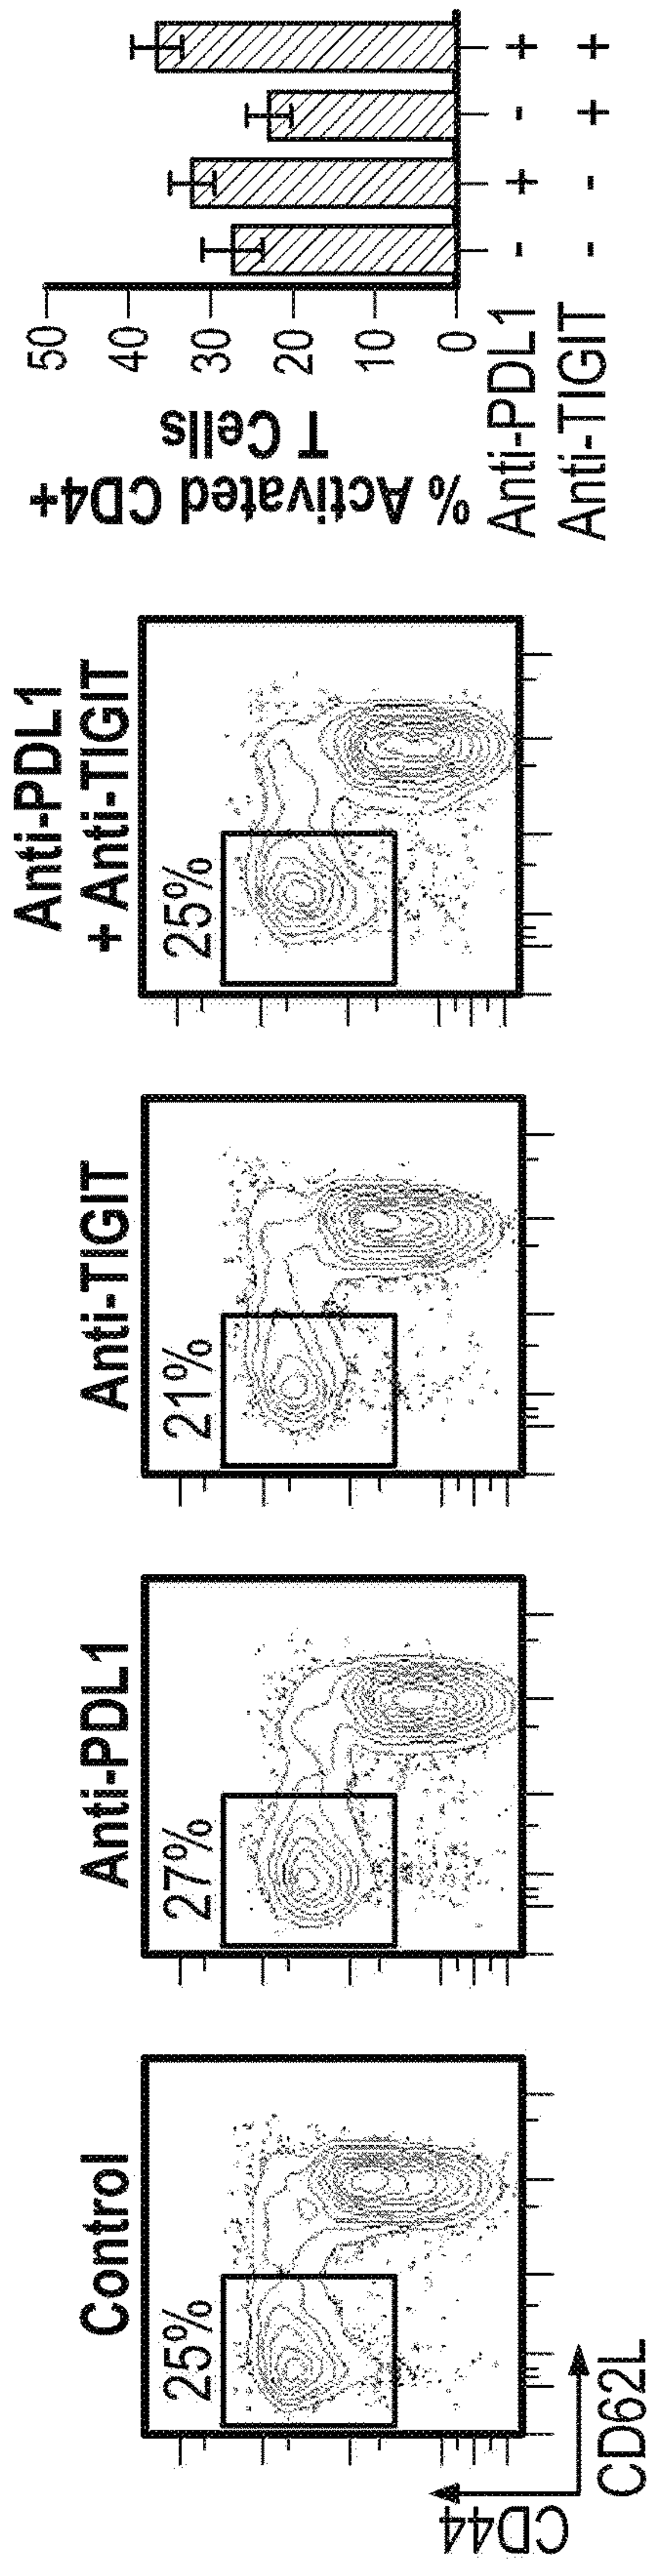 Control
25%
CD44
CD62L
Anti-PDL1
27%
Anti-TIGIT
21%
Anti-PDL1
+ Anti-TIGIT
25%
% Activated CD4+
T Cells
50
40
30
20
10
0
Anti-PDL1 - + - +
Anti-TIGIT - - + +